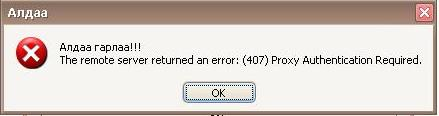 Алдаа
Алдаа гарлаа!!!
The remote server returned an error: (407) Proxy Authentication Required.
OK